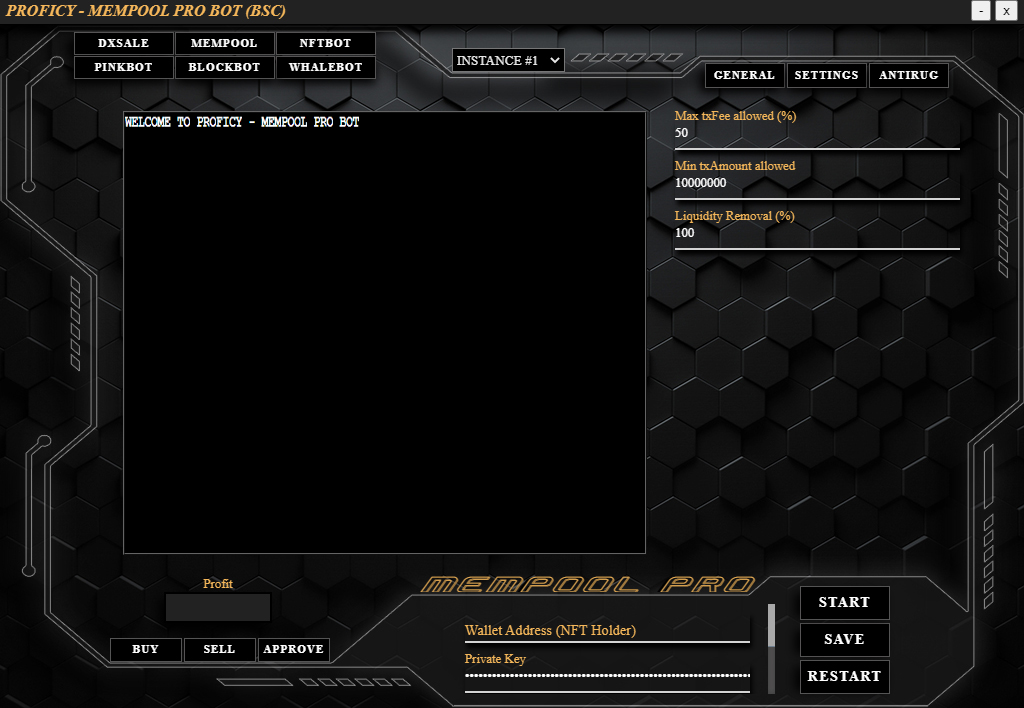 PROFICY - MEMPOOL PRO BOT (BSC)
- x
DXSALE MEMPOOL NFTBOT
PINKBOT BLOCKBOT WHALEBOT
INSTANCE #1
GENERAL SETTINGS ANTIRUG
WELCOME TO PROFICY - MEMPOOL PRO BOT
Max txFee allowed (%)
50
Min txAmount allowed
10000000
Liquidity Removal (%)
100
Profit
BUY SELL APPROVE
MEMPOOL PRO
Wallet Address (NFT Holder)
Private Key
START
SAVE
RESTART